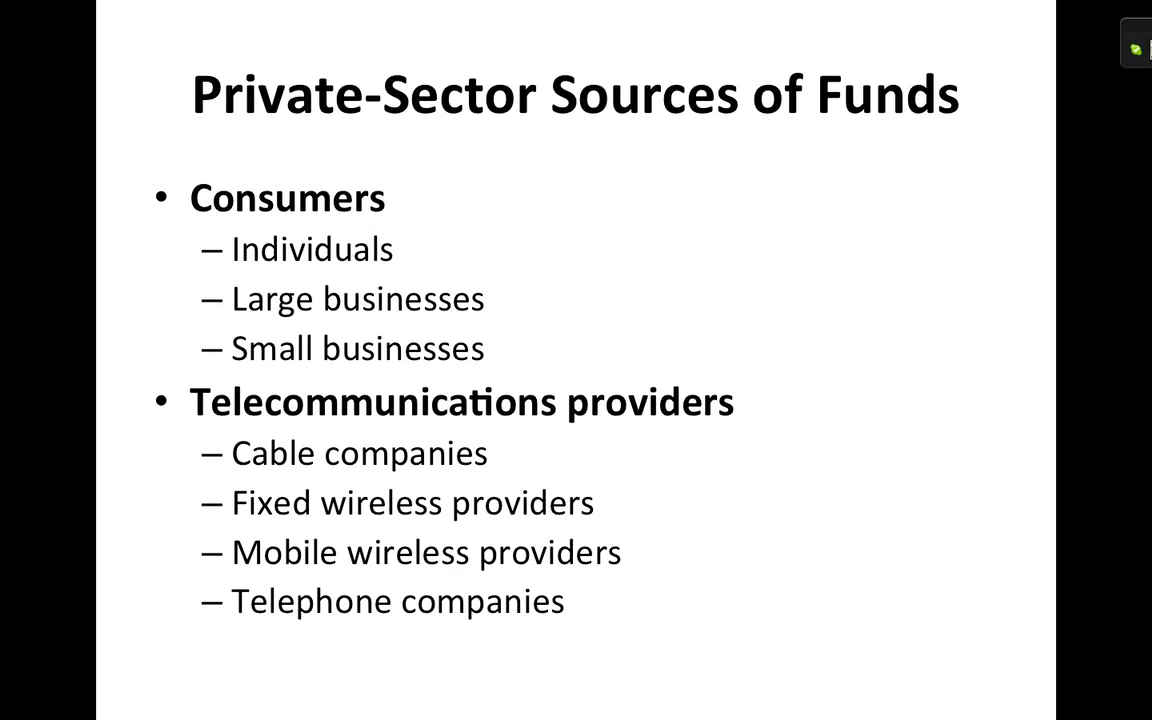 Private-Sector Sources of Funds
• Consumers
– Individuals
– Large businesses
– Small businesses
• Telecommunications providers
– Cable companies
– Fixed wireless providers
– Mobile wireless providers
– Telephone companies